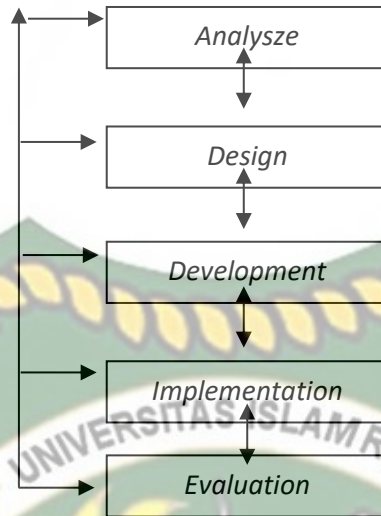 Analysze
Design
Development
Implementation
UNIVERSITAS ISLAM R
Evaluation